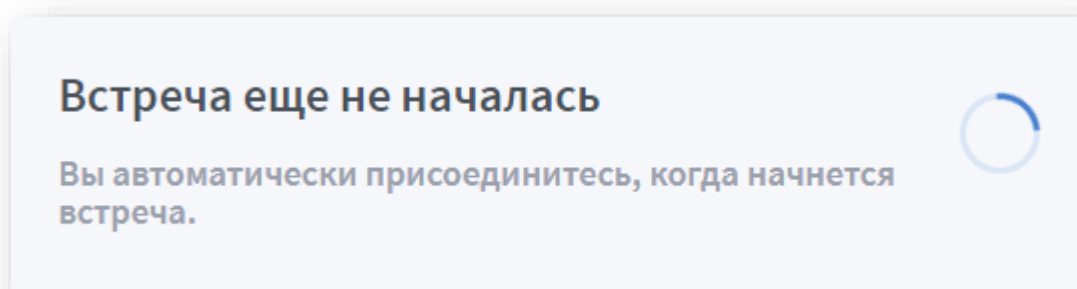 Встреча еще не началась
Вы автоматически присоединитесь, когда начнется
встреча.